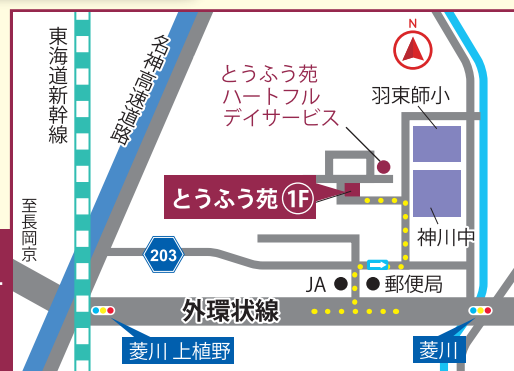 N
東海道新幹線
名神高速道路
とうふう苑
ハートフル
デイサービス
羽束師小
とうふう苑 1F
神川中
至長岡京
203
JA
郵便局
外環状線
菱川 上植野
菱川